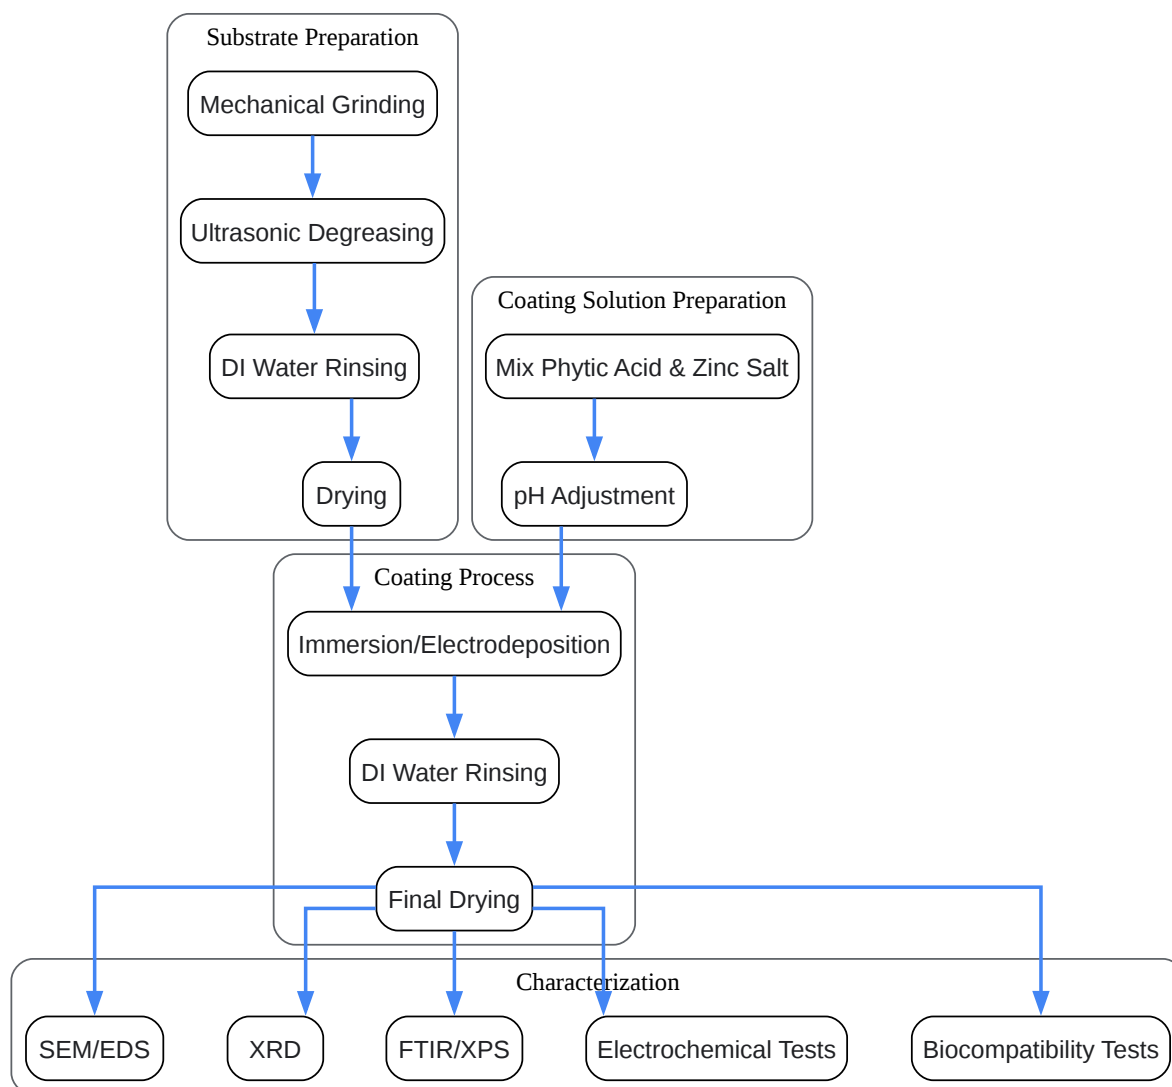 Substrate Preparation
Mechanical Grinding
Ultrasonic Degreasing
DI Water Rinsing
Drying
Coating Solution Preparation
Mix Phytic Acid & Zinc Salt
pH Adjustment
Coating Process
Immersion/Electrodeposition
DI Water Rinsing
Final Drying
Characterization
SEM/EDS
XRD
FTIR/XPS
Electrochemical Tests
Biocompatibility Tests